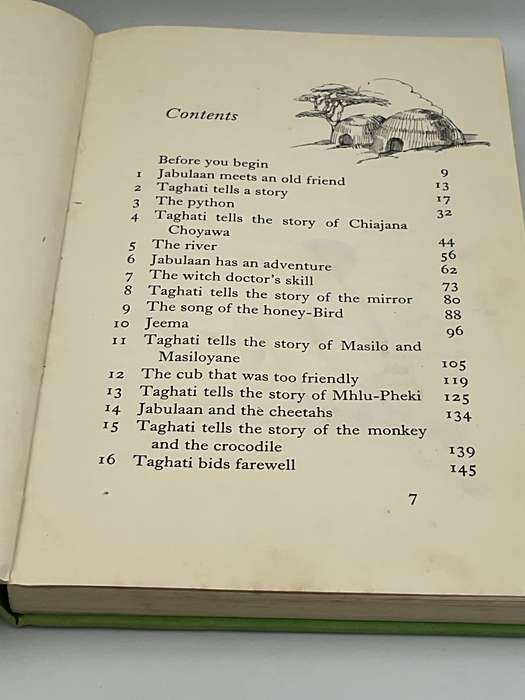 Contents
Before you begin 9
1 Jabulaan meets an old friend 13
2 Taghati tells a story 17
3 The python 32
4 Taghati tells the story of Chiajana
Choyawa 44
5 The river 56
6 Jabulaan has an adventure 62
7 The witch doctor's skill 73
8 Taghati tells the story of the mirror 80
9 The song of the honey-Bird 88
10 Jeema 96
11 Taghati tells the story of Masilo and
Masiloyane 105
12 The cub that was too friendly 119
13 Taghati tells the story of Mhlu-Pheki 125
14 Jabulaan and the cheetahs 134
15 Taghati tells the story of the monkey
and the crocodile 139
16 Taghati bids farewell 145
7